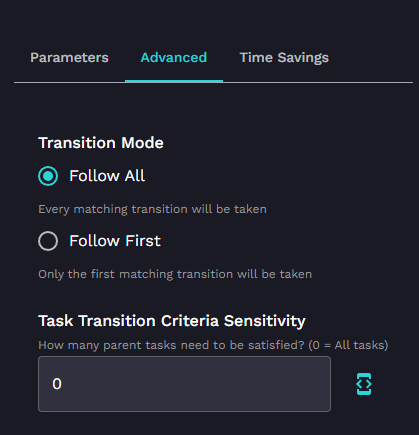 Parameters Advanced Time Savings
Transition Mode
Follow All
Every matching transition will be taken
Follow First
Only the first matching transition will be taken
Task Transition Criteria Sensitivity
How many parent tasks need to be satisfied? (0 = All tasks)
0